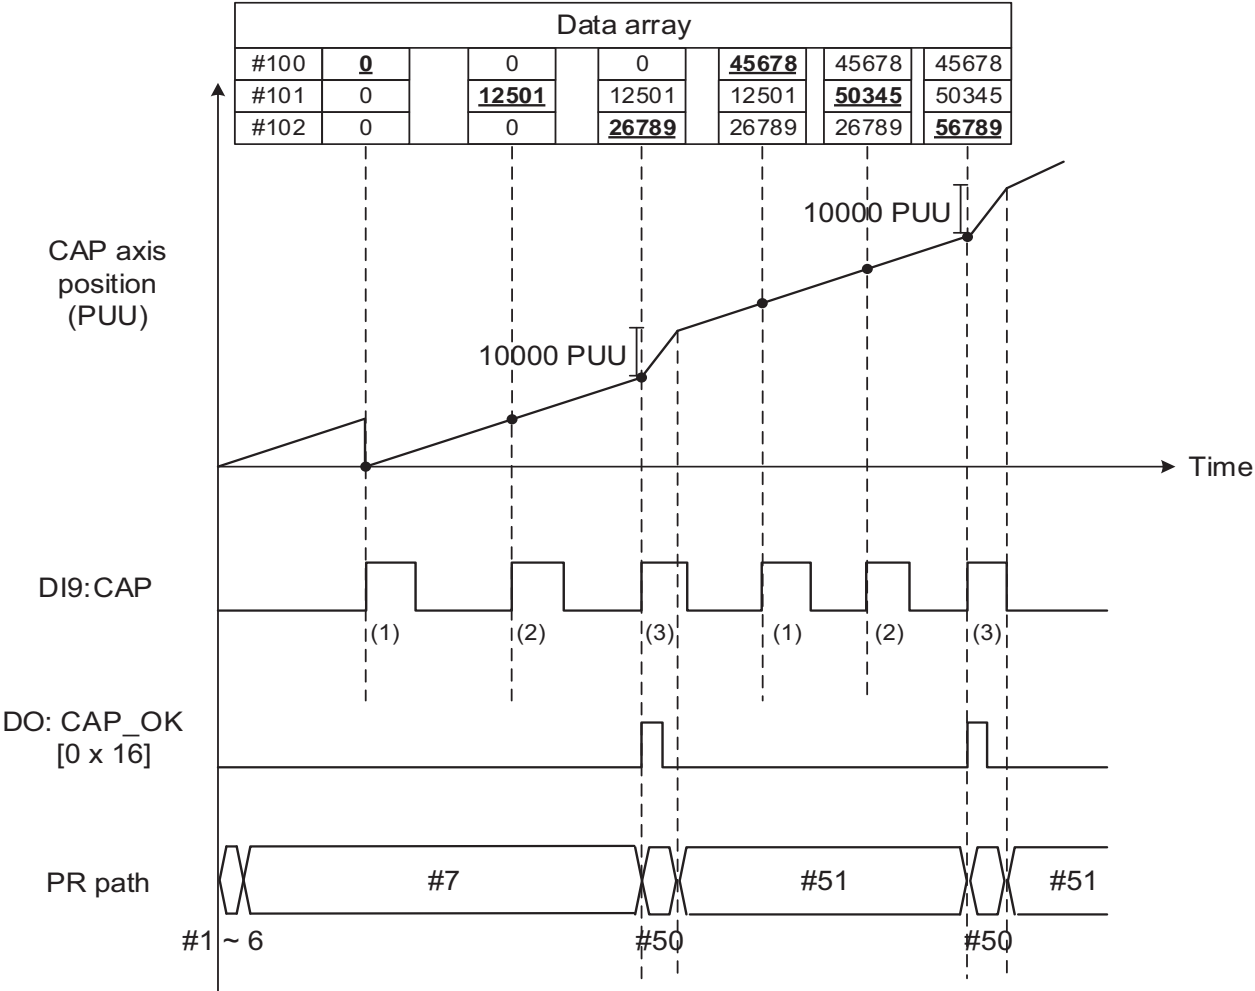 Data array
#100 0 0 0 45678 45678 45678
#101 0 12501 12501 12501 50345 50345
#102 0 0 26789 26789 26789 56789
10000 PUU
CAP axis
position
(PUU)
10000 PUU
Time
DI9:CAP
(1) (2) (3) (1) (2) (3)
DO: CAP_OK
[0 x 16]
PR path
#7 #51 #51
#1 ~ 6 #50 #50